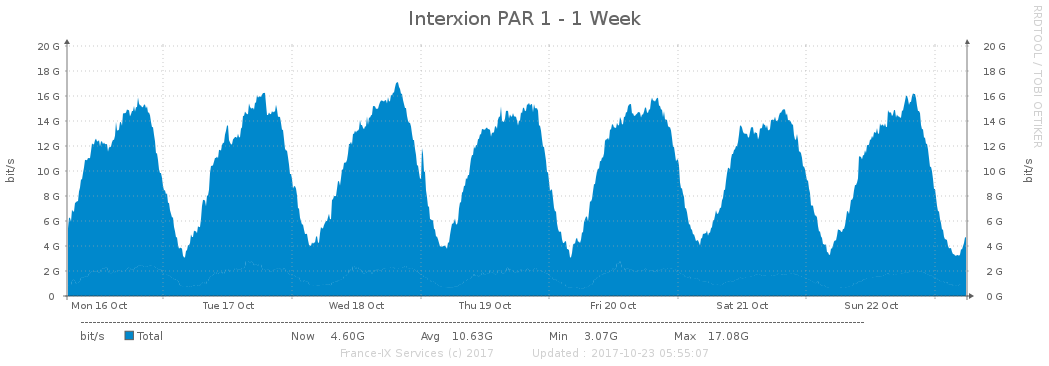 Interxion PAR 1 - 1 Week
RRDTOOL / TOBI OETIKER
bit/s
bit/s
20 G 20 G
18 G 18 G
16 G 16 G
14 G 14 G
12 G 12 G
10 G 10 G
8 G 8 G
6 G 6 G
4 G 4 G
2 G 2 G
0 0 G
Mon 16 Oct Tue 17 Oct Wed 18 Oct Thu 19 Oct Fri 20 Oct Sat 21 Oct Sun 22 Oct
bit/s Total Now 4.60G Avg 10.63G Min 3.07G Max 17.08G
France-IX Services (c) 2017 Updated : 2017-10-23 05:55:07